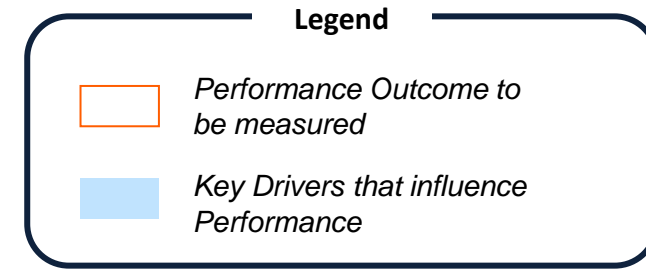 Legend
Performance Outcome to
be measured
Key Drivers that influence
Performance